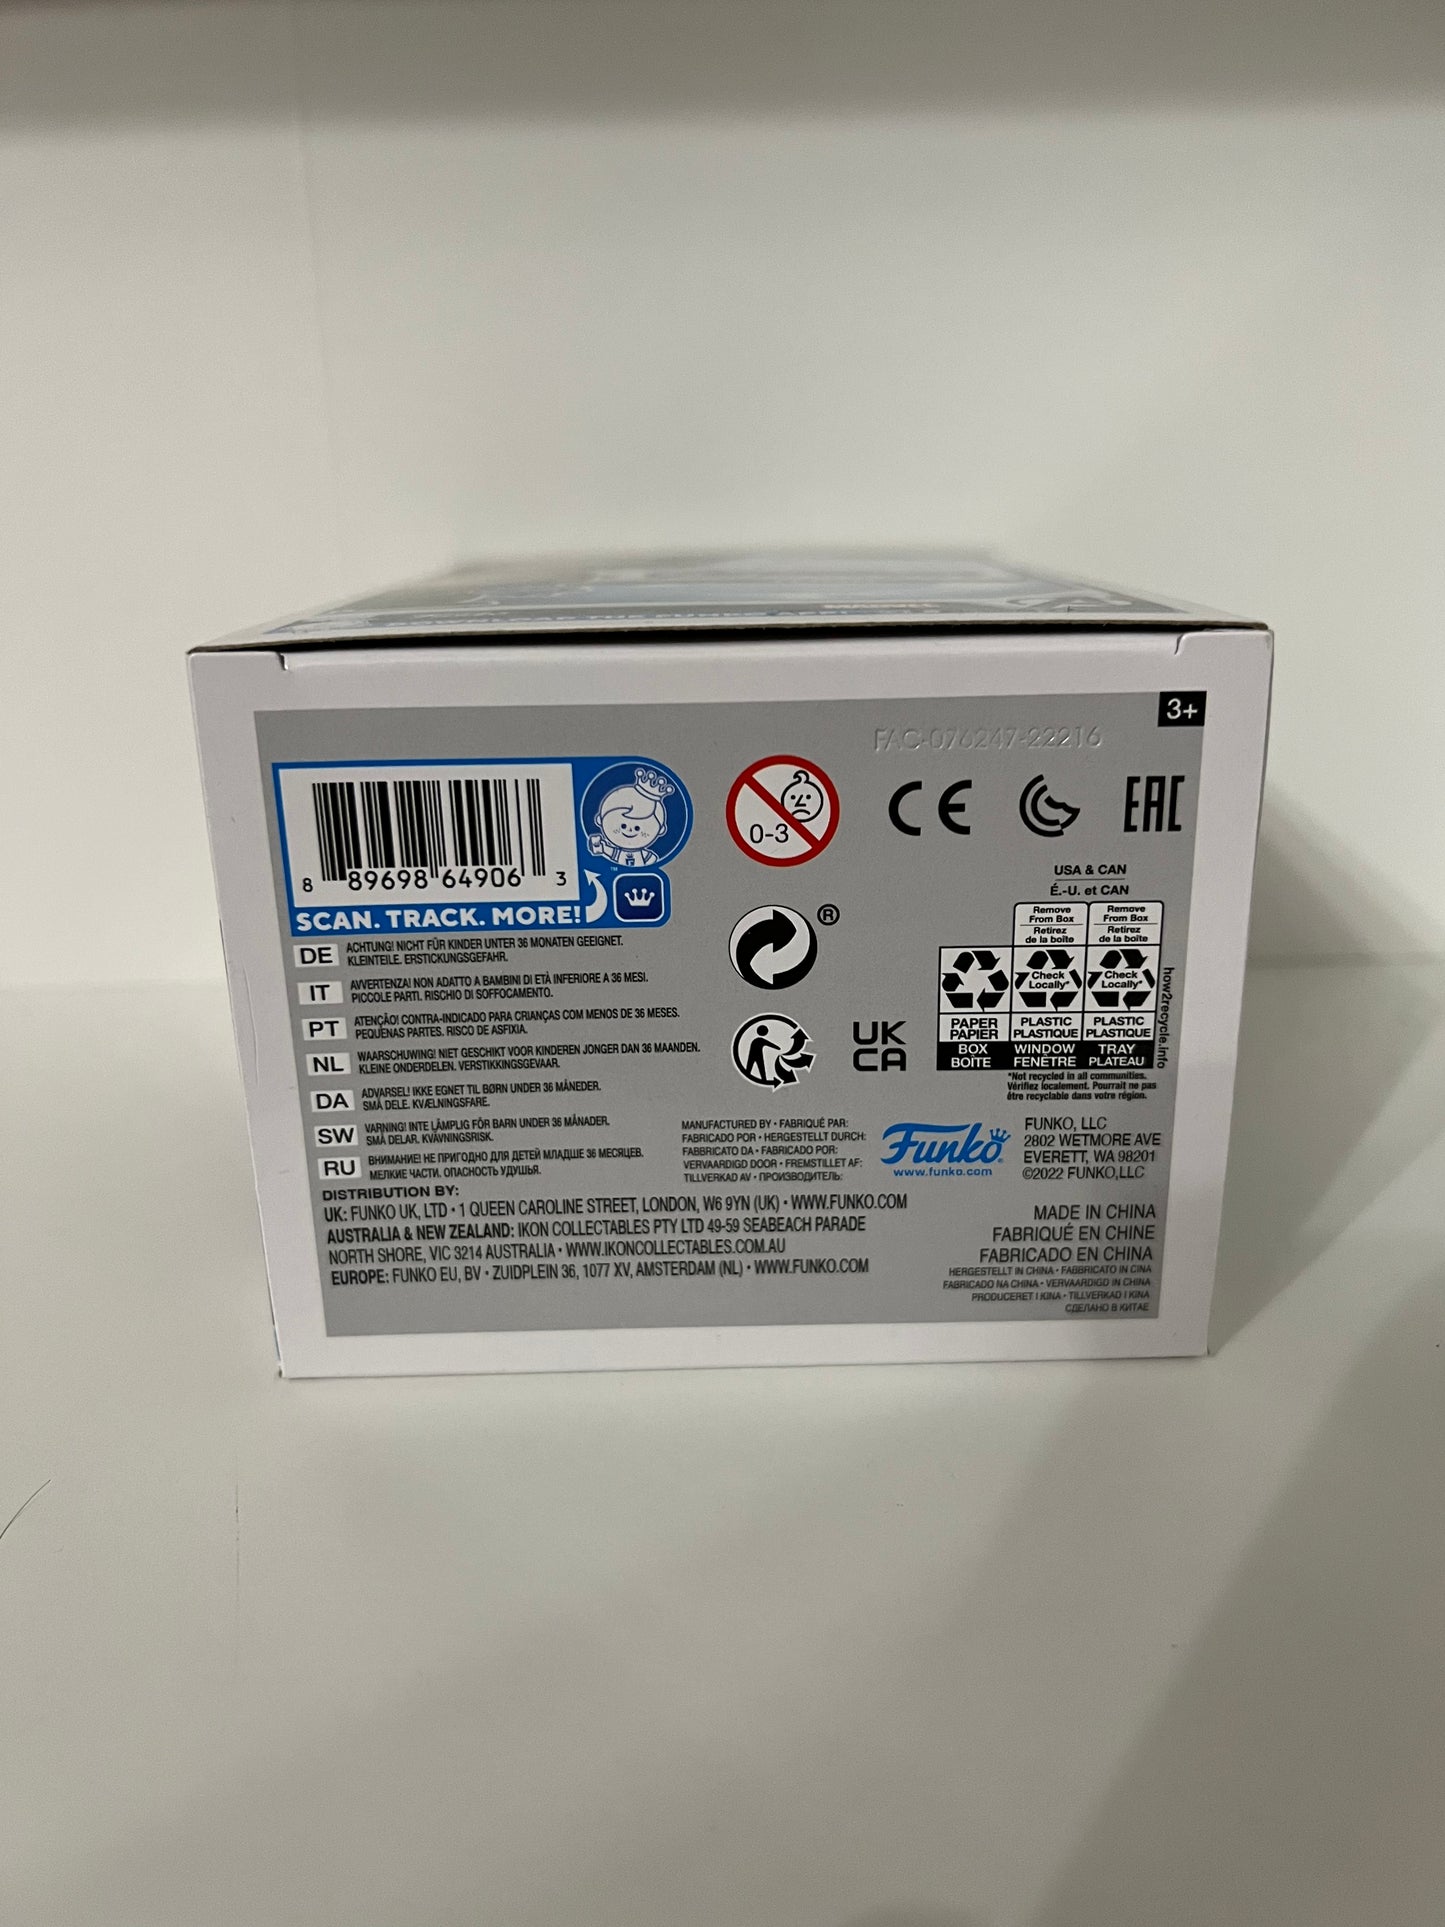 MARVEL
3+
FAC-076247-22216
8 89698 64906 3
™
SCAN. TRACK. MORE!
0-3
CE
EAC
USA & CAN
É.-U. et CAN
Remove From Box
Retirez de la boîte
Remove From Box
Retirez de la boîte
Check Locally*
Check Locally*
PAPER PAPIER
PLASTIC PLASTIQUE
PLASTIC PLASTIQUE
BOX BOÎTE
WINDOW FENÊTRE
TRAY PLATEAU
how2recycle.info
*Not recycled in all communities.
Vérifiez localement. Pourrait ne pas
être recyclable dans votre région.
®
UK
CA
DE ACHTUNG! NICHT FÜR KINDER UNTER 36 MONATEN GEEIGNET.
KLEINTEILE. ERSTICKUNGSGEFAHR.
IT AVVERTENZA! NON ADATTO A BAMBINI DI ETÀ INFERIORE A 36 MESI.
PICCOLE PARTI. RISCHIO DI SOFFOCAMENTO.
PT ATENÇÃO! CONTRA-INDICADO PARA CRIANÇAS COM MENOS DE 36 MESES.
PEQUENAS PARTES. RISCO DE ASFIXIA.
NL WAARSCHUWING! NIET GESCHIKT VOOR KINDEREN JONGER DAN 36 MAANDEN.
KLEINE ONDERDELEN. VERSTIKKINGSGEVAAR.
DA ADVARSEL! IKKE EGNET TIL BØRN UNDER 36 MÅNEDER.
SMÅ DELE. KVÆLNINGSFARE.
SW VARNING! INTE LÄMPLIG FÖR BARN UNDER 36 MÅNADER.
SMÅ DELAR. KVÄVNINGSRISK.
RU ВНИМАНИЕ! НЕ ПРИГОДНО ДЛЯ ДЕТЕЙ МЛАДШЕ 36 МЕСЯЦЕВ.
МЕЛКИЕ ЧАСТИ. ОПАСНОСТЬ УДУШЬЯ.
MANUFACTURED BY • FABRIQUÉ PAR:
FABRICADO POR • HERGESTELLT DURCH:
FABBRICATO DA • FABRICADO POR:
VERVAARDIGD DOOR • FREMSTILLET AF:
TILLVERKAD AV • ПРОИЗВОДИТЕЛЬ:
Funko
www.funko.com
FUNKO, LLC
2802 WETMORE AVE
EVERETT, WA 98201
©2022 FUNKO,LLC
DISTRIBUTION BY:
UK: FUNKO UK, LTD • 1 QUEEN CAROLINE STREET, LONDON, W6 9YN (UK) • WWW.FUNKO.COM
AUSTRALIA & NEW ZEALAND: IKON COLLECTABLES PTY LTD 49-59 SEABEACH PARADE
NORTH SHORE, VIC 3214 AUSTRALIA • WWW.IKONCOLLECTABLES.COM.AU
EUROPE: FUNKO EU, BV • ZUIDPLEIN 36, 1077 XV, AMSTERDAM (NL) • WWW.FUNKO.COM
MADE IN CHINA
FABRIQUÉ EN CHINE
FABRICADO EN CHINA
HERGESTELLT IN CHINA • FABBRICATO IN CINA
FABRICADO NA CHINA • VERVAARDIGD IN CHINA
PRODUCERET I KINA • TILLVERKAD I KINA
СДЕЛАНО В КИТАЕ